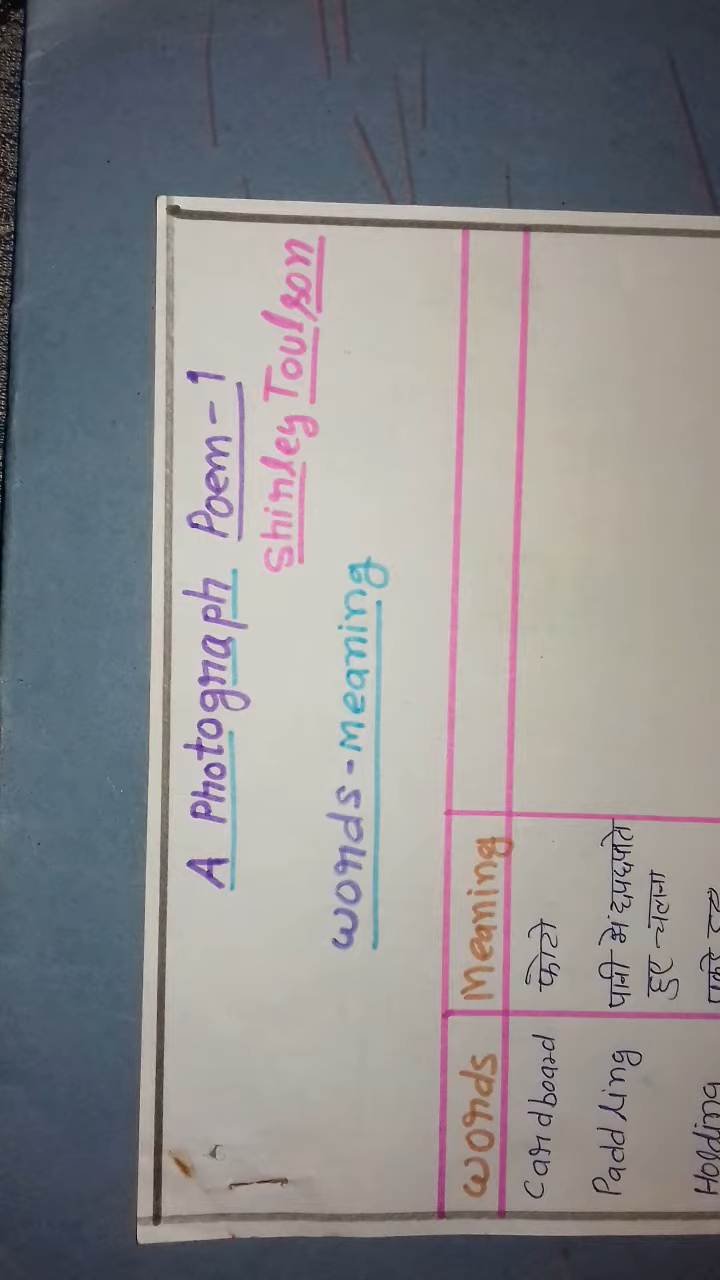 A Photograph Poem-1
Shirley Toulson
words-meaning
words Meaning
Cardboard फोटो
Paddling पानी में छपछपाते
हुए चलना
Holding